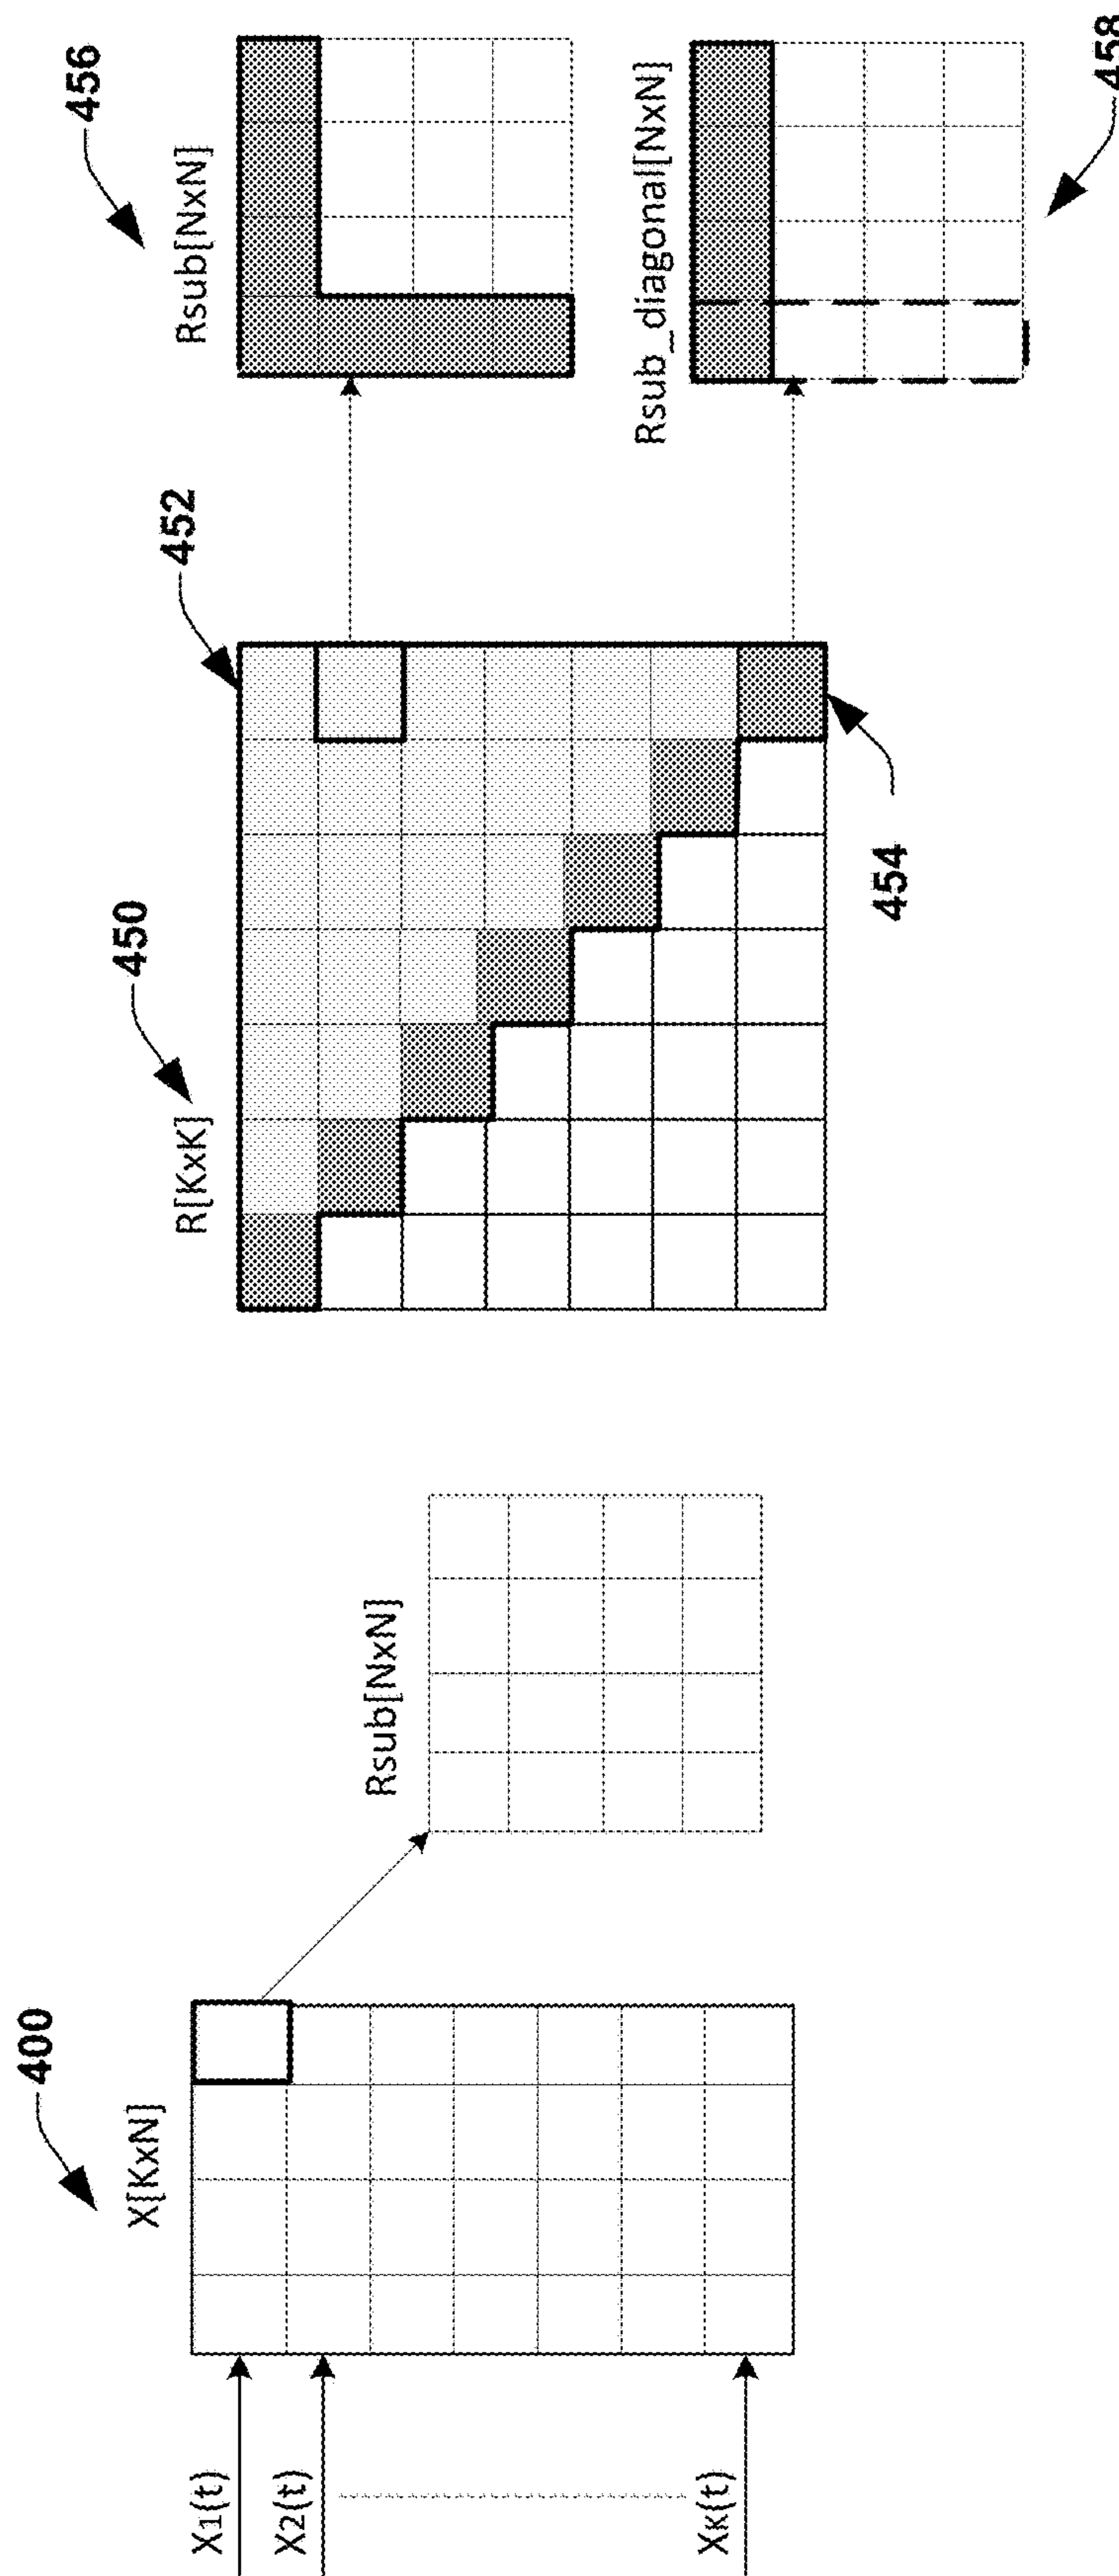 400
X[KxN]
X1(t)
X2(t)
XK(t)
Rsub[NxN]
450
R[KxK]
452
454
456
Rsub[NxN]
Rsub_diagonal[NxN]
458